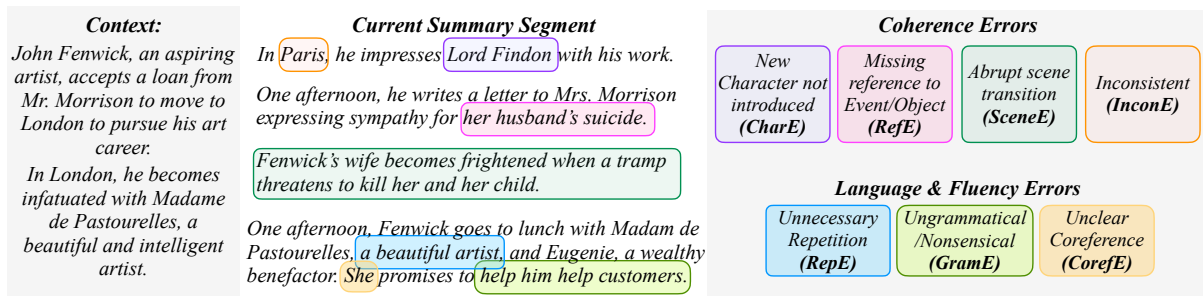 Context:
John Fenwick, an aspiring
artist, accepts a loan from
Mr. Morrison to move to
London to pursue his art
career.
In London, he becomes
infatuated with Madame
de Pastourelles, a
beautiful and intelligent
artist.
Current Summary Segment
In Paris, he impresses Lord Findon with his work.
One afternoon, he writes a letter to Mrs. Morrison
expressing sympathy for her husband's suicide.
Fenwick's wife becomes frightened when a tramp
threatens to kill her and her child.
One afternoon, Fenwick goes to lunch with Madam de
Pastourelles, a beautiful artist, and Eugenie, a wealthy
benefactor. She promises to help him help customers.
Coherence Errors
New
Character not
introduced
(CharE)
Missing
reference to
Event/Object
(RefE)
Abrupt scene
transition
(SceneE)
Inconsistent
(InconE)
Language & Fluency Errors
Unnecessary
Repetition
(RepE)
Ungrammatical
/Nonsensical
(GramE)
Unclear
Coreference
(CorefE)